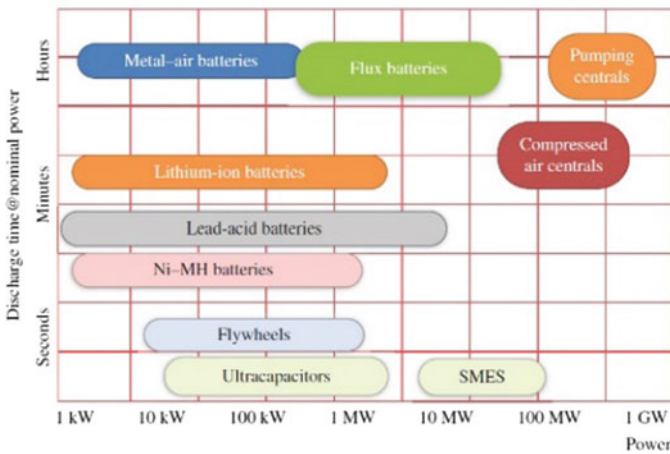 Discharge time@nominal power
Hours
Minutes
Seconds
Metal–air batteries
Flux batteries
Pumping
centrals
Compressed
air centrals
Lithium-ion batteries
Lead-acid batteries
Ni–MH batteries
Flywheels
Ultracapacitors
SMES
1 kW 10 kW 100 kW 1 MW 10 MW 100 MW 1 GW
Power